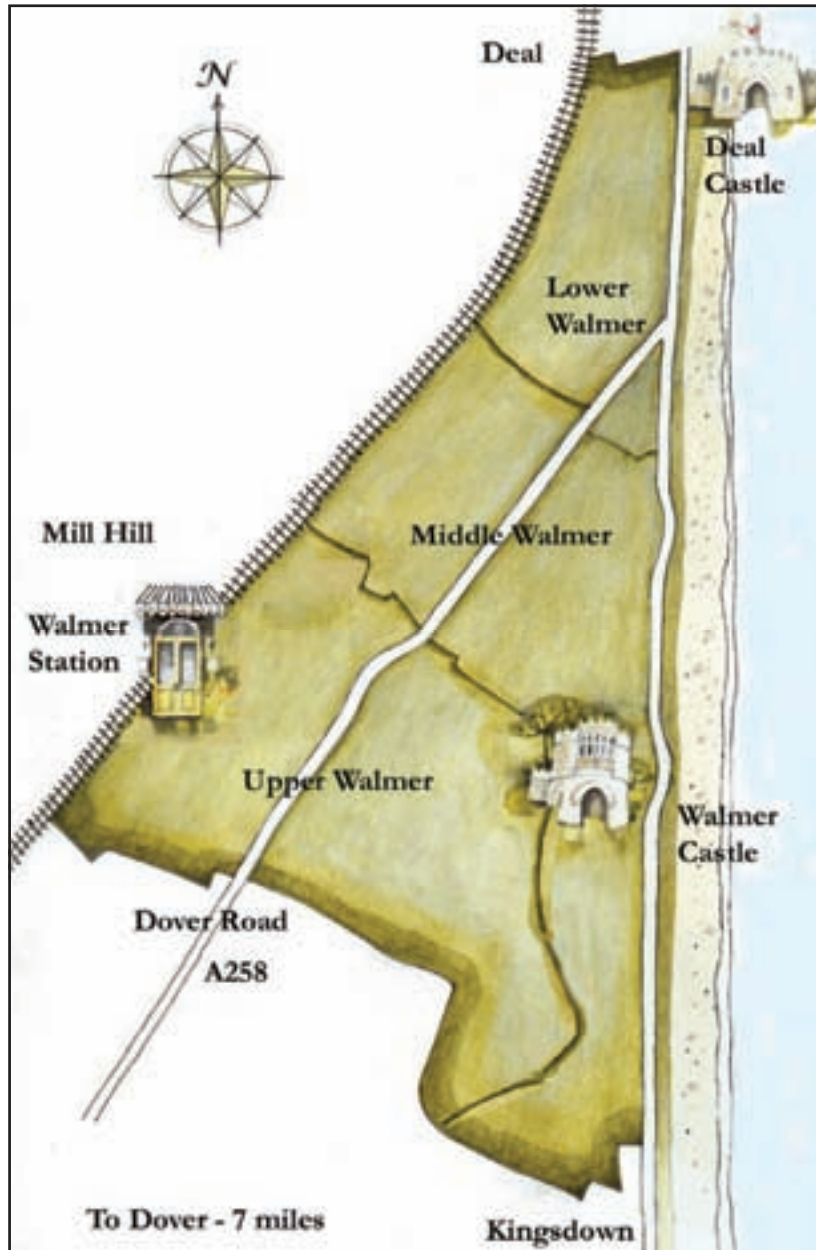 N
Deal
Deal
Castle
Lower
Walmer
Mill Hill
Middle Walmer
Walmer
Station
Upper Walmer
Walmer
Castle
Dover Road
A258
To Dover - 7 miles
Kingsdown